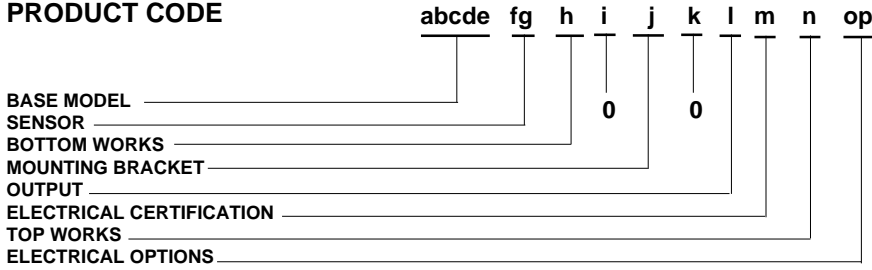 PRODUCT CODE
abcde fg h i j k l m n op
0 0
BASE MODEL
SENSOR
BOTTOM WORKS
MOUNTING BRACKET
OUTPUT
ELECTRICAL CERTIFICATION
TOP WORKS
ELECTRICAL OPTIONS